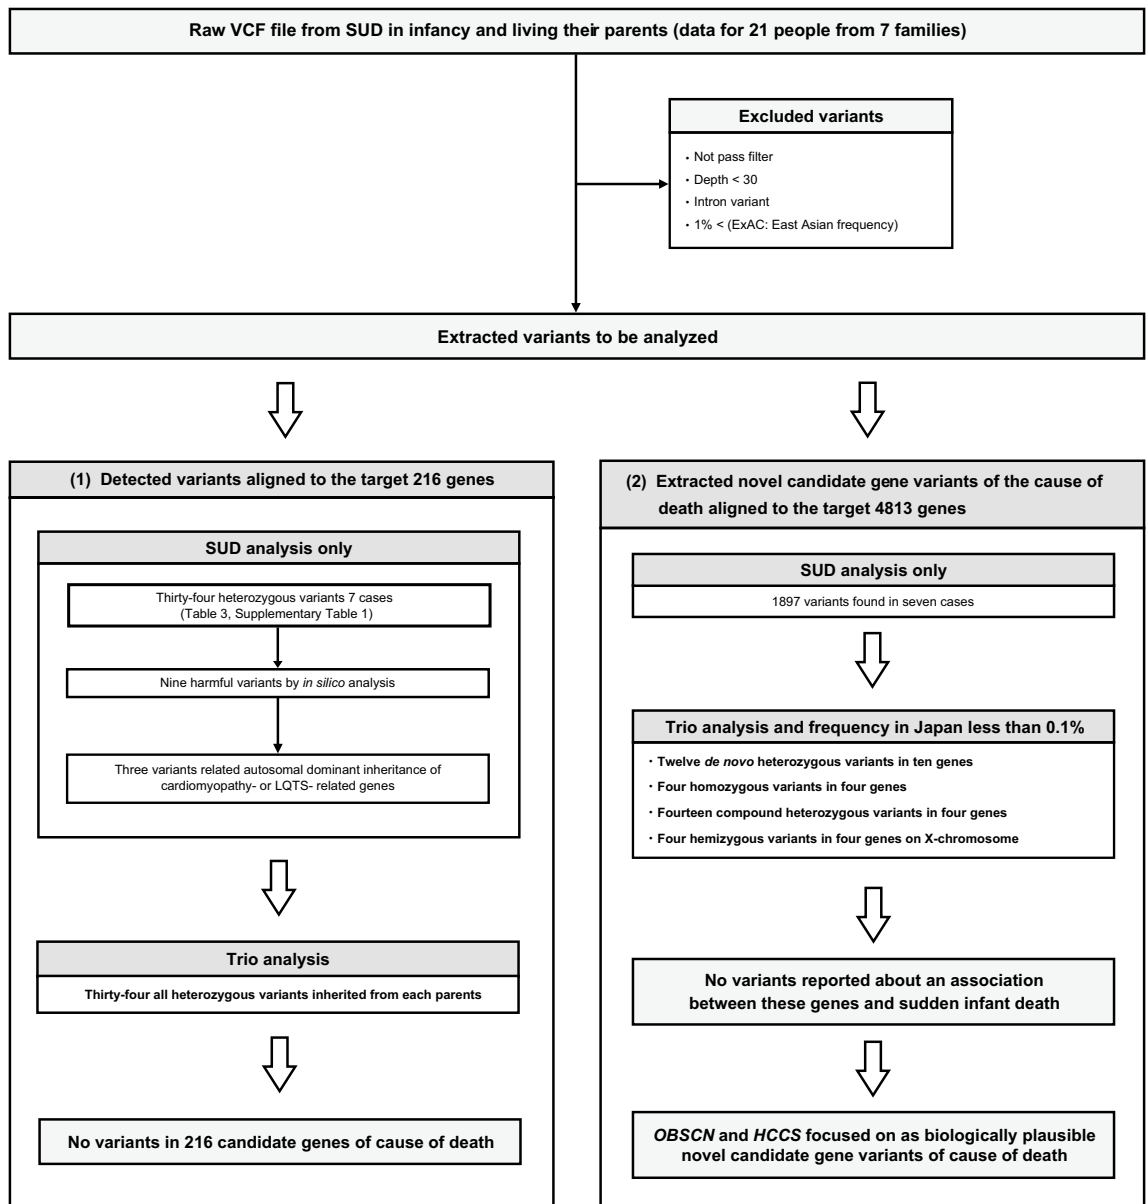 Raw VCF file from SUD in infancy and living their parents (data for 21 people from 7 families)
Excluded variants
・Not pass filter
・Depth < 30
・Intron variant
・1% < (ExAC: East Asian frequency)
Extracted variants to be analyzed
(1) Detected variants aligned to the target 216 genes
SUD analysis only
Thirty-four heterozygous variants 7 cases
(Table 3, Supplementary Table 1)
Nine harmful variants by in silico analysis
Three variants related autosomal dominant inheritance of
cardiomyopathy- or LQTS- related genes
Trio analysis
Thirty-four all heterozygous variants inherited from each parents
No variants in 216 candidate genes of cause of death
(2) Extracted novel candidate gene variants of the cause of
death aligned to the target 4813 genes
SUD analysis only
1897 variants found in seven cases
Trio analysis and frequency in Japan less than 0.1%
・Twelve de novo heterozygous variants in ten genes
・Four homozygous variants in four genes
・Fourteen compound heterozygous variants in four genes
・Four hemizygous variants in four genes on X-chromosome
No variants reported about an association
between these genes and sudden infant death
OBSCN and HCCS focused on as biologically plausible
novel candidate gene variants of cause of death